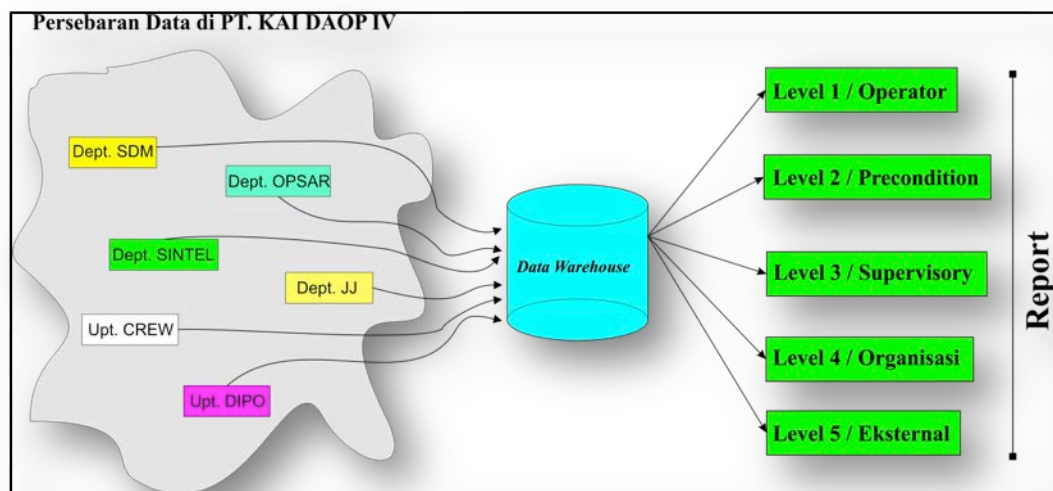 Persebaran Data di PT. KAI DAOP IV
Dept. SDM
Dept. OPSAR
Dept. SINTEL
Dept. JJ
Upt. CREW
Upt. DIPO
Data Warehouse
Level 1 / Operator
Level 2 / Precondition
Level 3 / Supervisory
Level 4 / Organisasi
Level 5 / Eksternal
Report